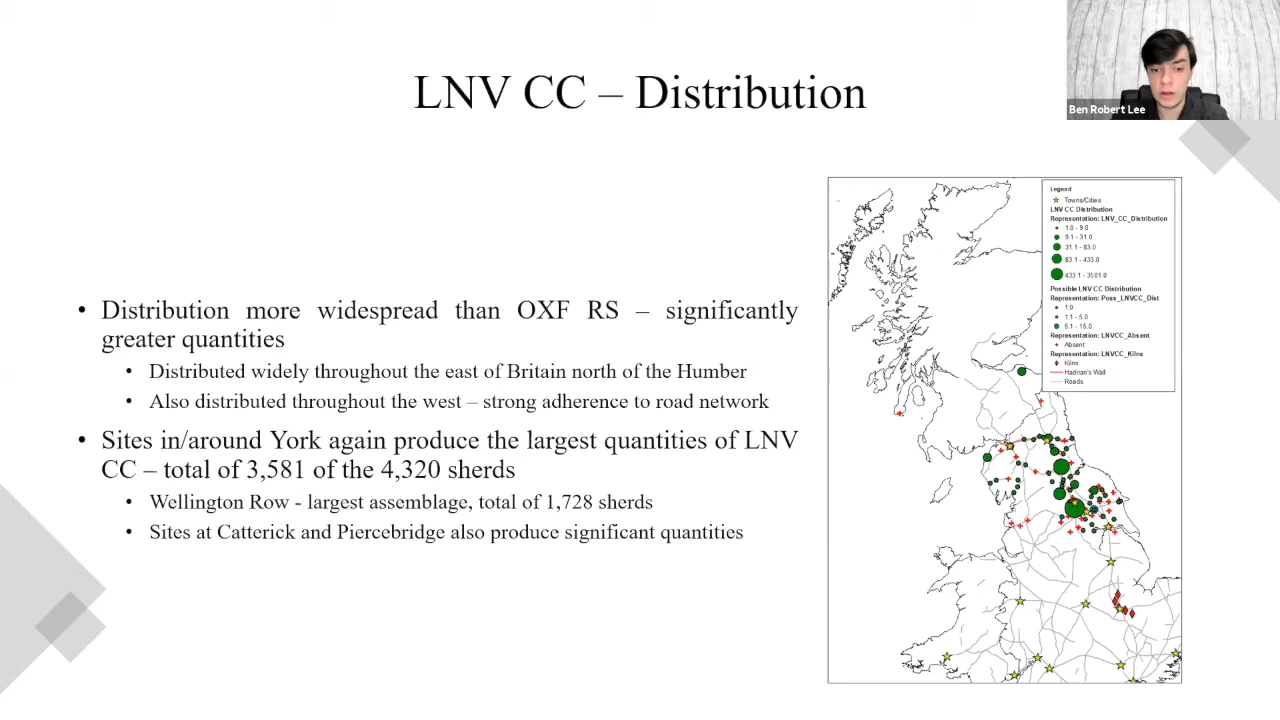 LNV CC – Distribution
Ben Robert Lee
• Distribution more widespread than OXF RS – significantly
greater quantities
• Distributed widely throughout the east of Britain north of the Humber
• Also distributed throughout the west – strong adherence to road network
• Sites in/around York again produce the largest quantities of LNV
CC – total of 3,581 of the 4,320 sherds
• Wellington Row - largest assemblage, total of 1,728 sherds
• Sites at Catterick and Piercebridge also produce significant quantities
Legend
Towns/Cities
LNV CC Distribution
Representation: LNV_CC_Distribution
1.0 - 9.0
9.1 - 31.0
31.1 - 83.0
83.1 - 433.0
433.1 - 3581.0
Possible LNV CC Distribution
Representation: Poss_LNVCC_Dist
1.0
1.1 - 5.0
5.1 - 15.0
Representation: LNVCC_Absent
Absent
Representation: LNVCC_Kilns
Kilns
Hadrian's Wall
Roads